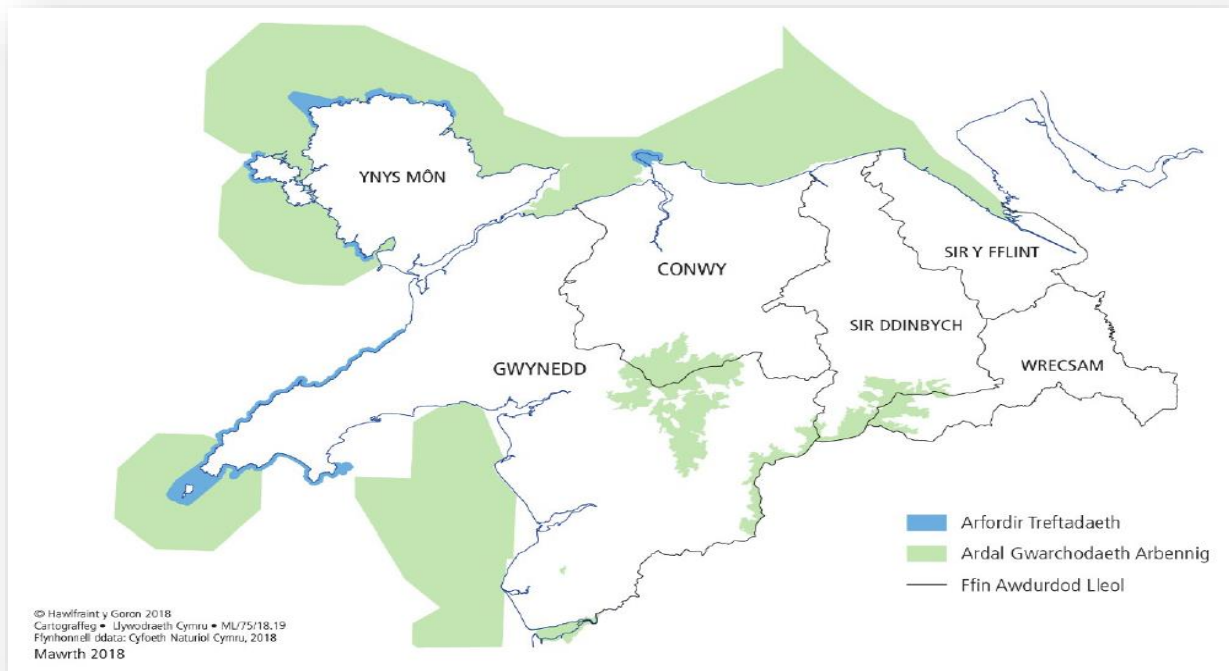 YNYS MÔN
CONWY
SIR Y FFLINT
SIR DDINBYCH
GWYNEDD
WRECSAM
Arfordir Treftadaeth
Ardal Gwarchodaeth Arbennig
Ffin Awdurdod Lleol
© Hawlfraint y Goron 2018
Cartograffeg • Llywodraeth Cymru • ML/75/18.19
Ffynhonnell ddata: Cyfoeth Naturiol Cymru, 2018
Mawrth 2018